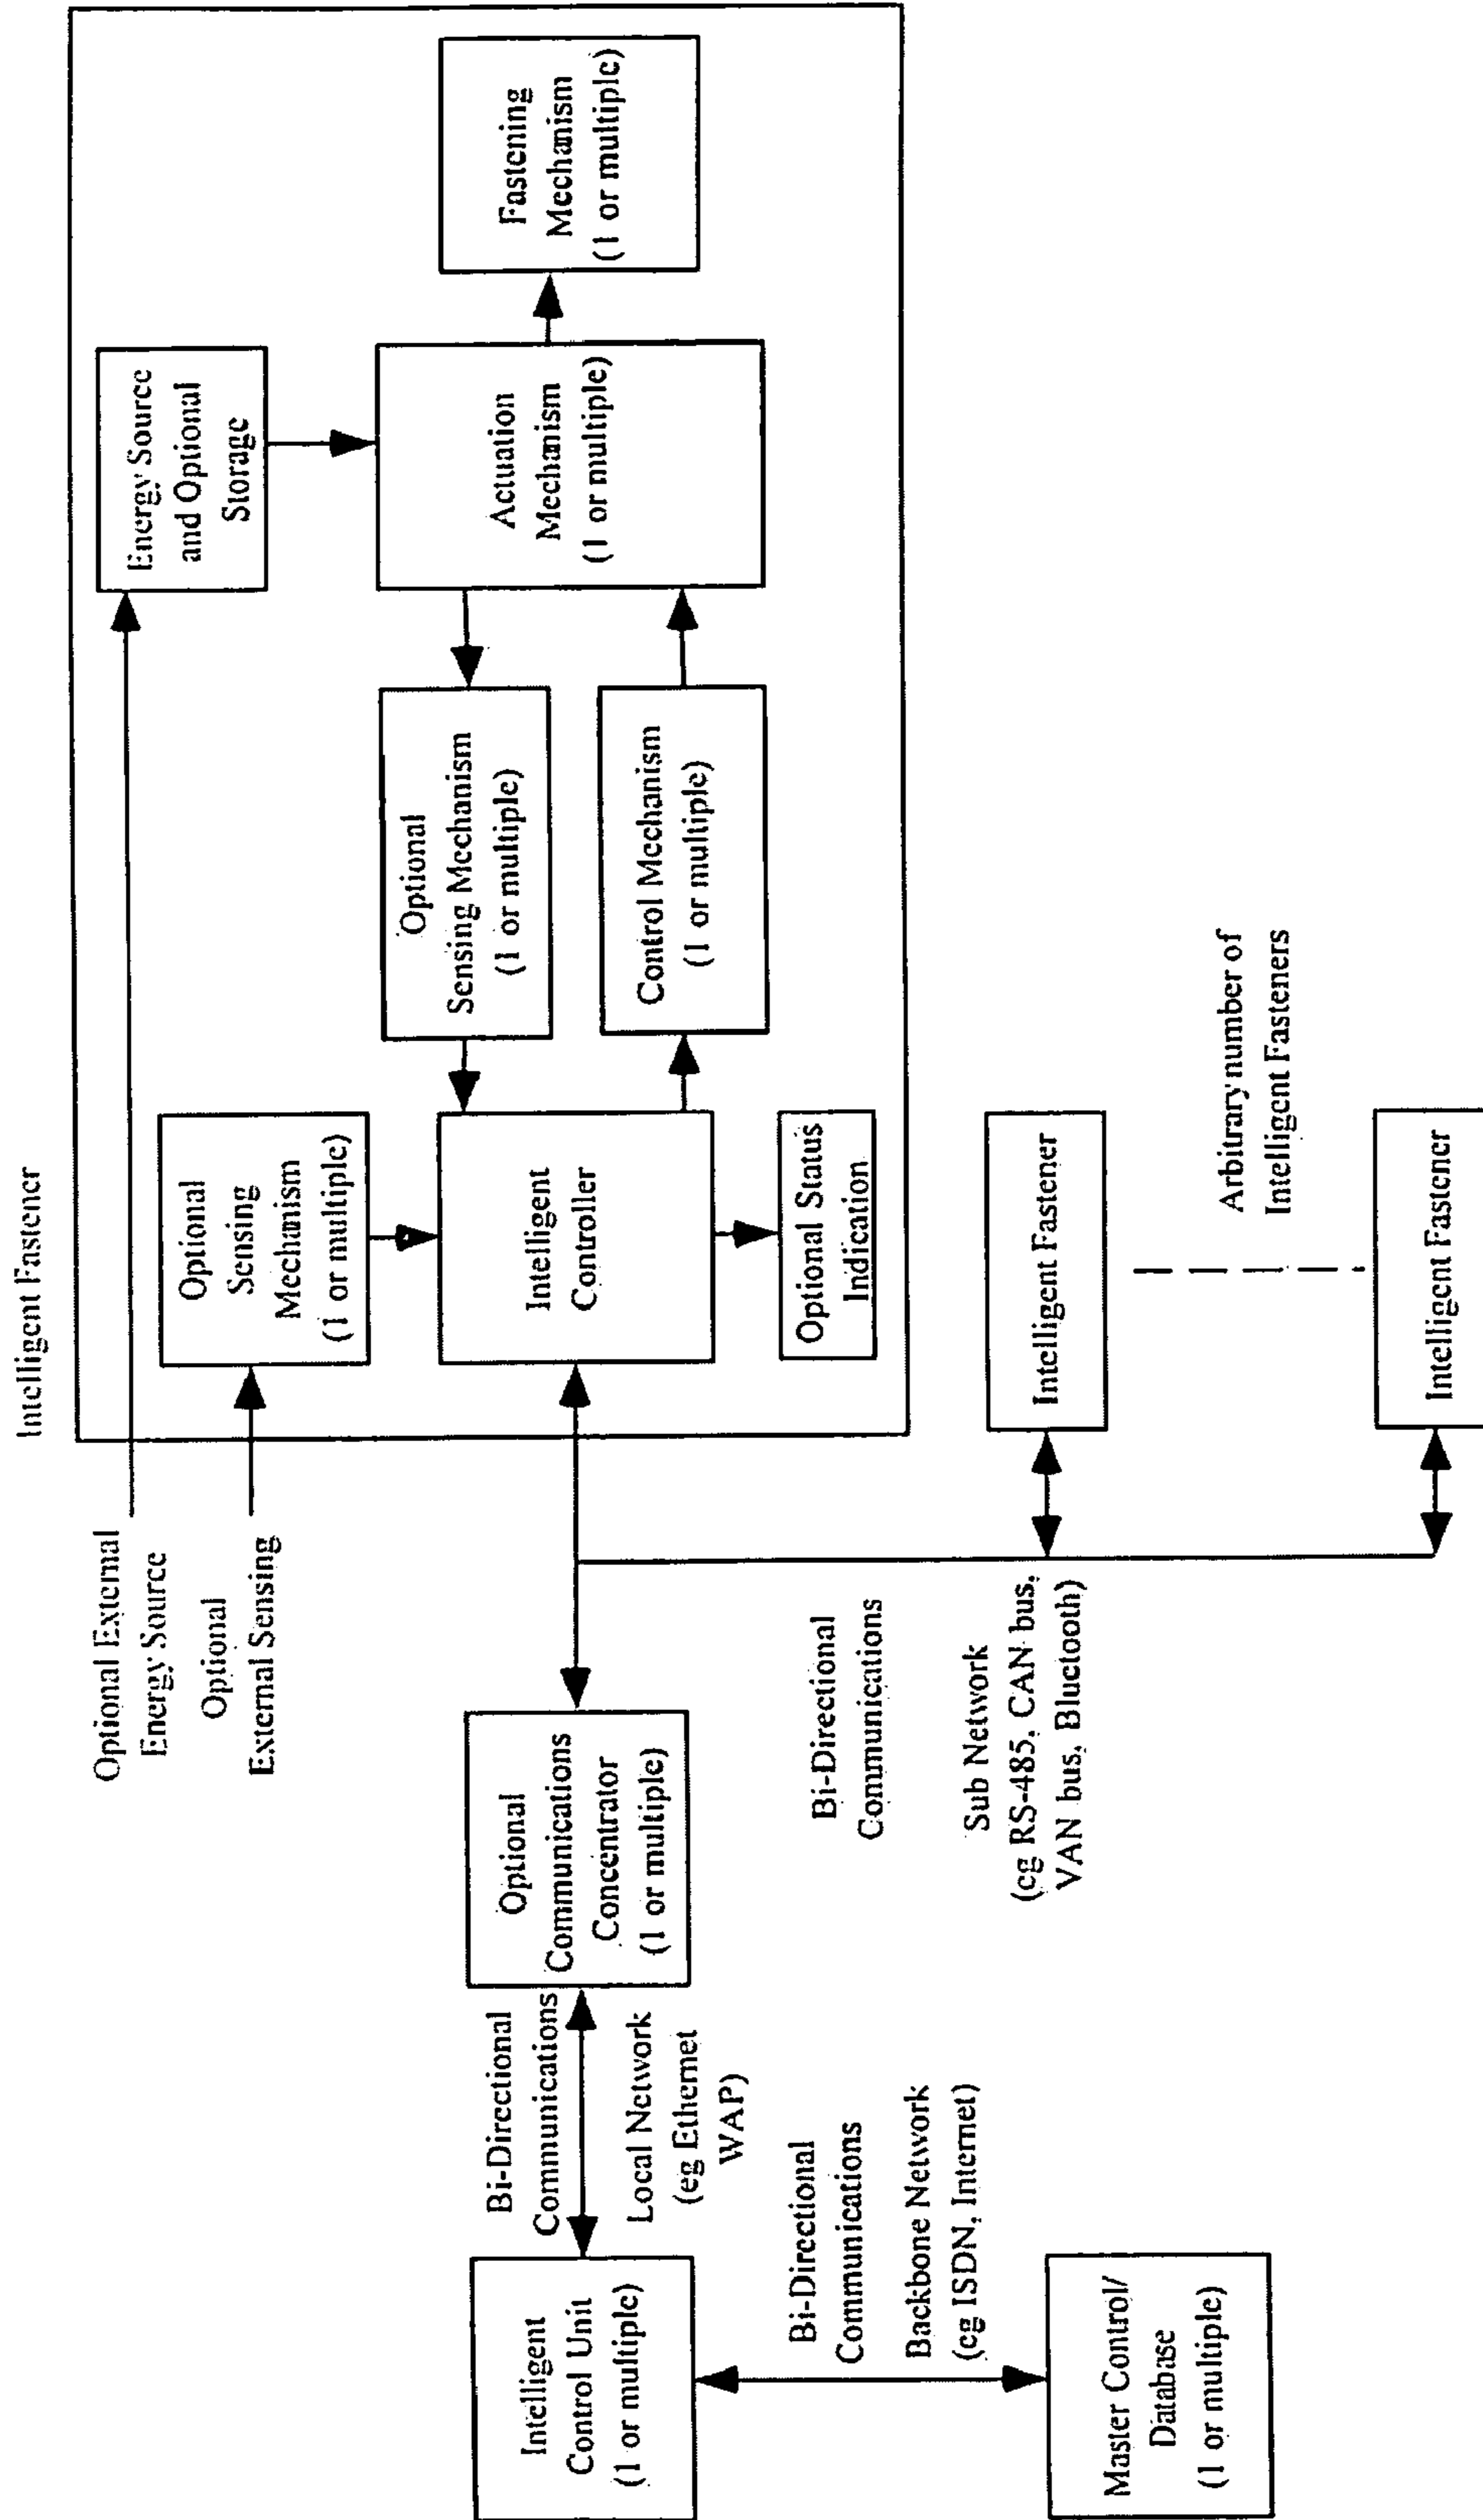 Intelligent Fastener
Optional External
Energy Source
Optional
External Sensing
Energy Source
and Optional
Storage
Optional
Sensing
Mechanism
(1 or multiple)
Optional
Sensing Mechanism
(1 or multiple)
Actuation
Mechanism
(1 or multiple)
Fastening
Mechanism
(1 or multiple)
Intelligent
Controller
Control Mechanism
(1 or multiple)
Optional Status
Indication
Intelligent
Control Unit
(1 or multiple)
Bi-Directional
Communications
Local Network
(eg Ethernet
WAP)
Optional
Communications
Concentrator
(1 or multiple)
Bi-Directional
Communications
Backbone Network
(eg ISDN, Internet)
Master Control/
Database
(1 or multiple)
Bi-Directional
Communications
Sub Network
(eg RS-485, CAN bus,
VAN bus, Bluetooth)
Intelligent Fastener
Arbitrary number of
Intelligent Fasteners
Intelligent Fastener